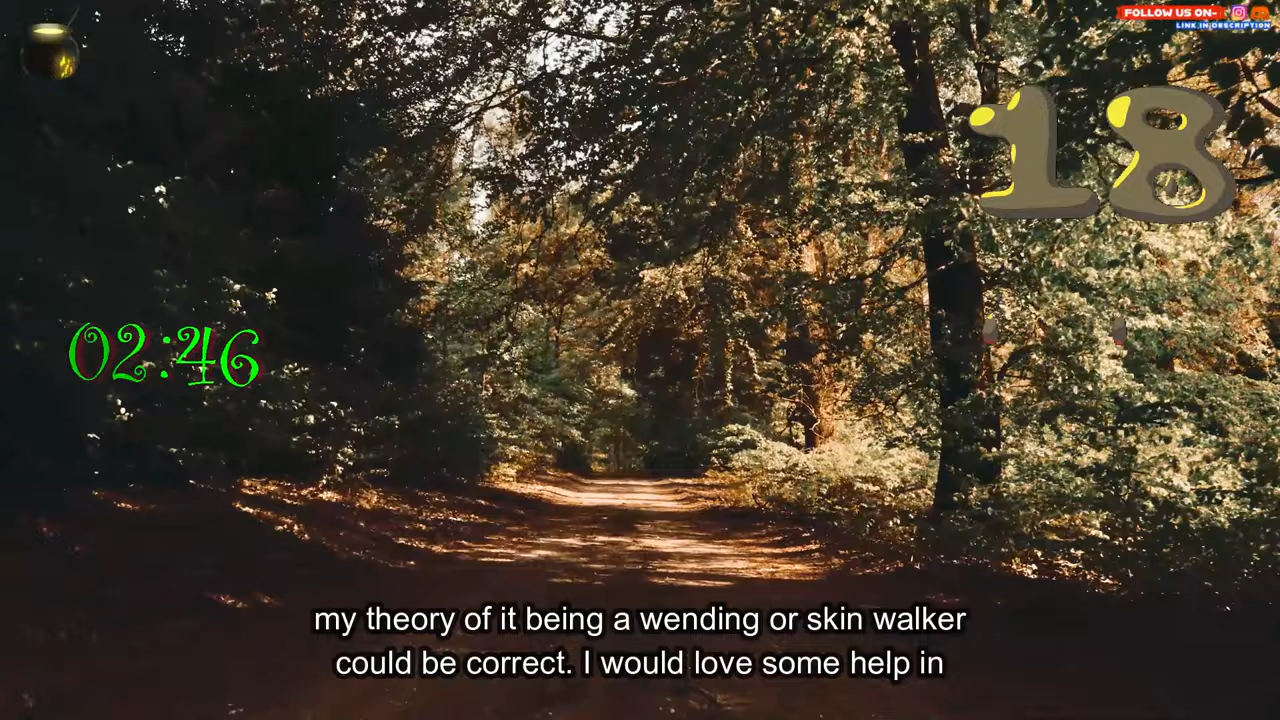 FOLLOW US ON-
LINK IN DESCRIPTION
18
02:46
my theory of it being a wending or skin walker
could be correct. I would love some help in